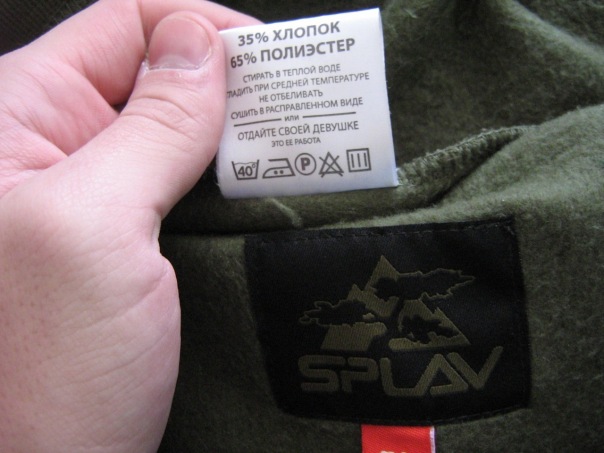 35% ХЛОПОК
65% ПОЛИЭСТЕР
СТИРАТЬ В ТЕПЛОЙ ВОДЕ
ГЛАДИТЬ ПРИ СРЕДНЕЙ ТЕМПЕРАТУРЕ
НЕ ОТБЕЛИВАТЬ
СУШИТЬ В РАСПРАВЛЕННОМ ВИДЕ
или
ОТДАЙТЕ СВОЕЙ ДЕВУШКЕ
ЭТО ЕЕ РАБОТА
40° P
SPLAV